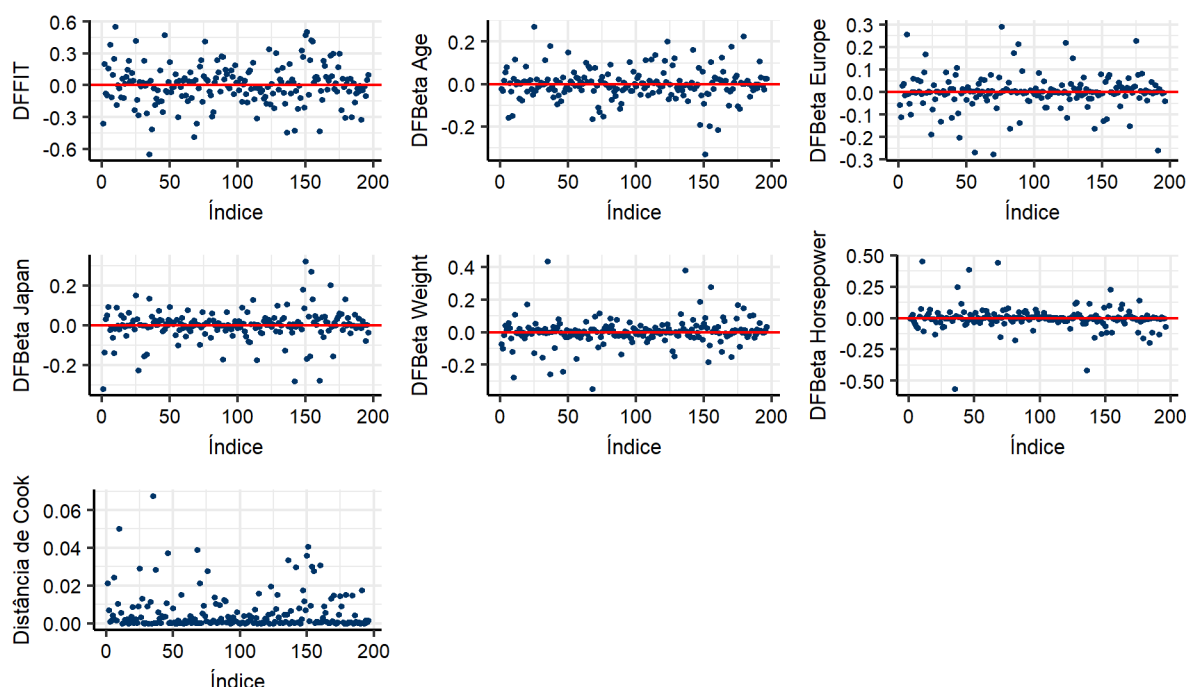 DFFIT
0.6
0.3
0.0
-0.3
-0.6
0 50 100 150 200
Índice
DFBeta Age
0.2
0.0
-0.2
0 50 100 150 200
Índice
DFBeta Europe
0.3
0.2
0.1
0.0
-0.1
-0.2
-0.3
0 50 100 150 200
Índice
DFBeta Japan
0.2
0.0
-0.2
0 50 100 150 200
Índice
DFBeta Weight
0.4
0.2
0.0
-0.2
0 50 100 150 200
Índice
DFBeta Horsepower
0.50
0.25
0.00
-0.25
-0.50
0 50 100 150 200
Índice
Distância de Cook
0.06
0.04
0.02
0.00
0 50 100 150 200
Índice